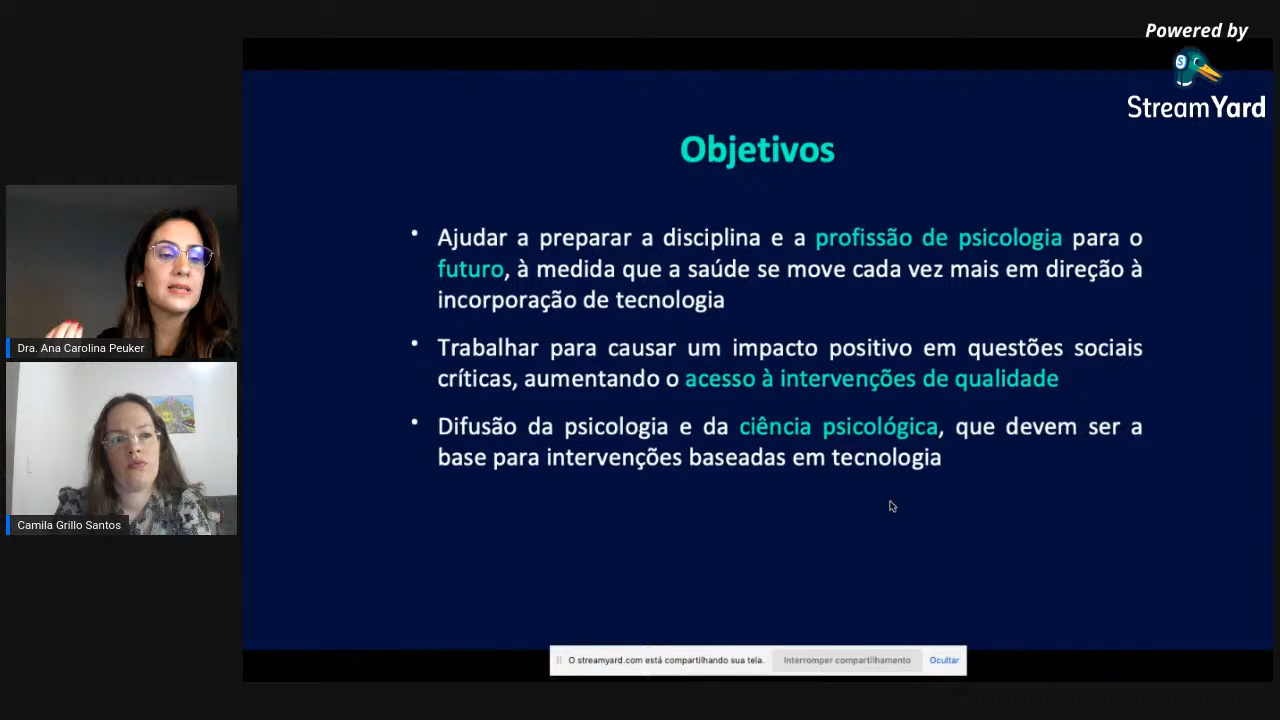 Powered by
StreamYard
Objetivos
• Ajudar a preparar a disciplina e a profissão de psicologia para o
futuro, à medida que a saúde se move cada vez mais em direção à
incorporação de tecnologia
• Trabalhar para causar um impacto positivo em questões sociais
críticas, aumentando o acesso à intervenções de qualidade
• Difusão da psicologia e da ciência psicológica, que devem ser a
base para intervenções baseadas em tecnologia
Dra. Ana Carolina Peuker
Camila Grillo Santos
O streamyard.com está compartilhando sua tela. Interromper compartilhamento Ocultar